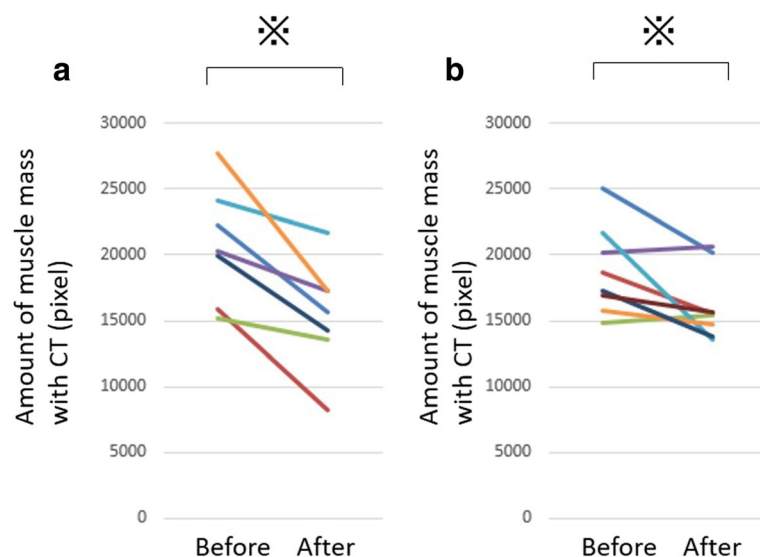 ※
※
a
b
30000
25000
20000
15000
10000
5000
0
Amount of muscle mass
with CT (pixel)
Before After
30000
25000
20000
15000
10000
5000
0
Amount of muscle mass
with CT (pixel)
Before After